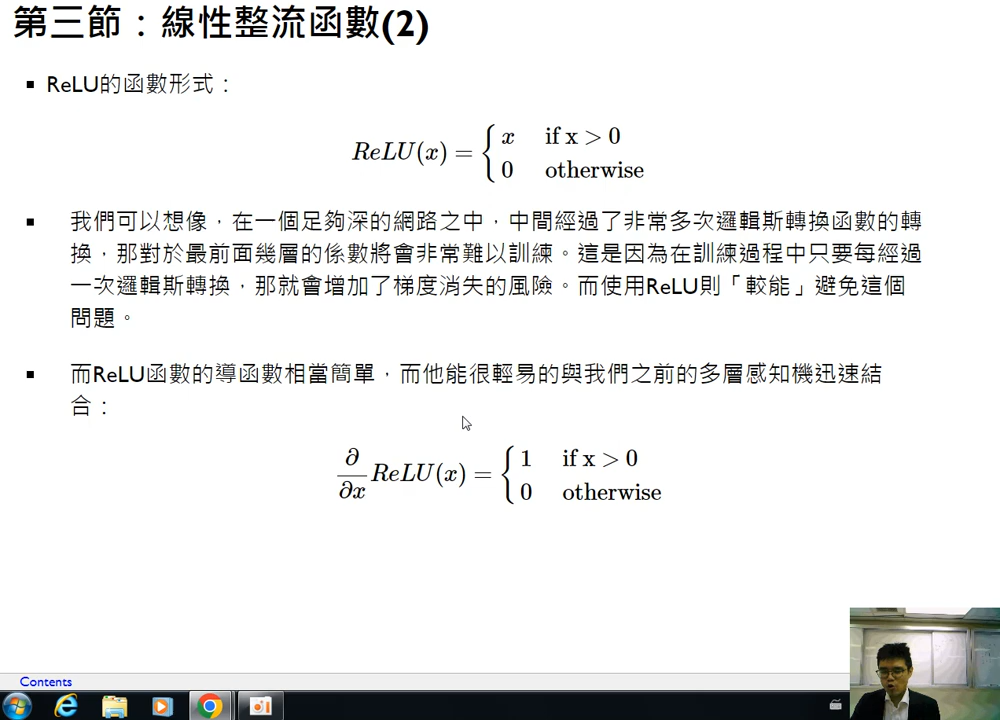 第三節：線性整流函數(2)
▪ ReLU的函數形式：
ReLU(x) = { x if x > 0
0 otherwise
▪ 我們可以想像，在一個足夠深的網路之中，中間經過了非常多次邏輯斯轉換函數的轉
換，那對於最前面幾層的係數將會非常難以訓練。這是因為在訓練過程中只要每經過
一次邏輯斯轉換，那就會增加了梯度消失的風險。而使用ReLU則「較能」避免這個
問題。
▪ 而ReLU函數的導函數相當簡單，而他能很輕易的與我們之前的多層感知機迅速結
合：
∂/∂x ReLU(x) = { 1 if x > 0
0 otherwise
Contents